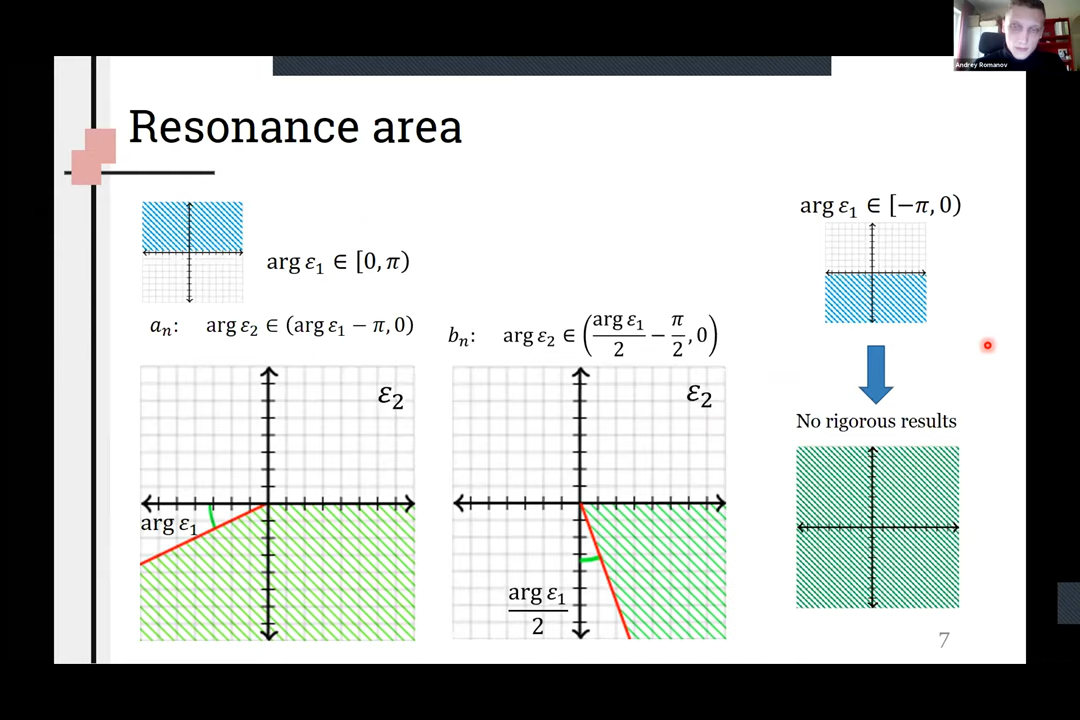 Andrey Romanov
Resonance area
arg ε₁ ∈ [−π, 0)
arg ε₁ ∈ [0, π)
aₙ: arg ε₂ ∈ (arg ε₁ − π, 0)
bₙ: arg ε₂ ∈ (arg ε₁/2 − π/2, 0)
ε₂
ε₂
No rigorous results
arg ε₁
arg ε₁/2
7